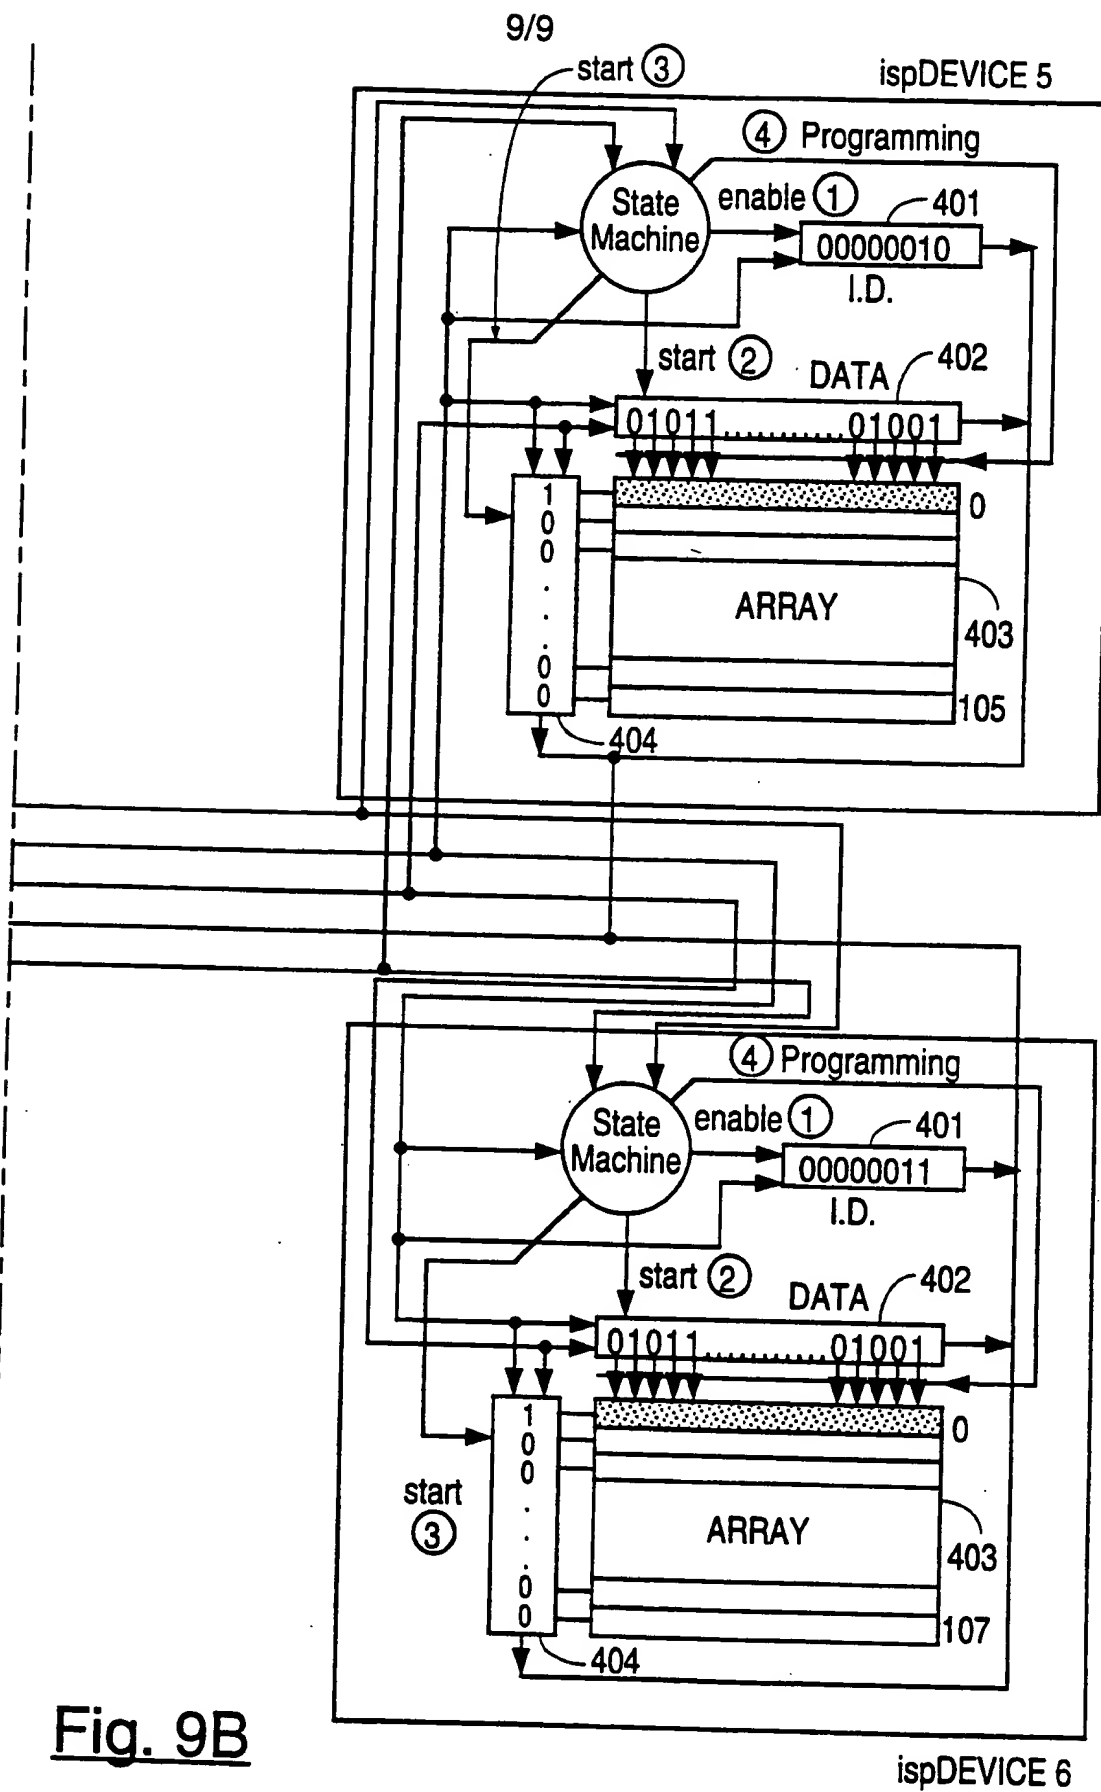 9/9
start ③
ispDEVICE 5
④ Programming
State
Machine
enable ①
401
00000010
I.D.
start ②
DATA
402
01011.............01001
1
0
0
.
.
.
0
0
0
ARRAY
403
105
404
④ Programming
State
Machine
enable ①
401
00000011
I.D.
start ②
DATA
402
01011.............01001
1
0
0
.
.
.
0
0
0
start
③
ARRAY
403
107
404
Fig. 9B
ispDEVICE 6